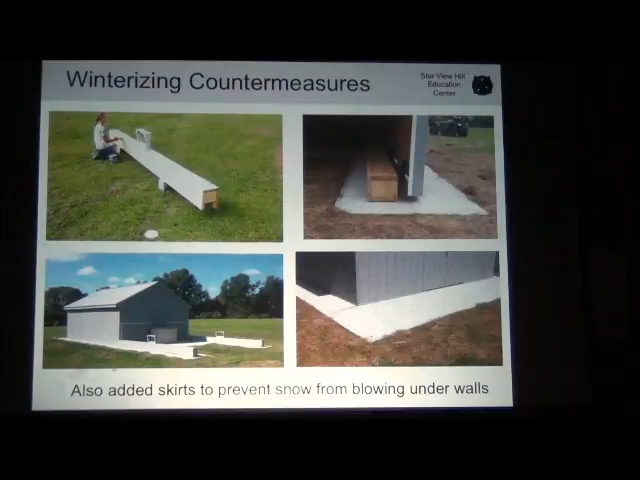 Winterizing Countermeasures
Star View Hill
Education
Center
Also added skirts to prevent snow from blowing under walls